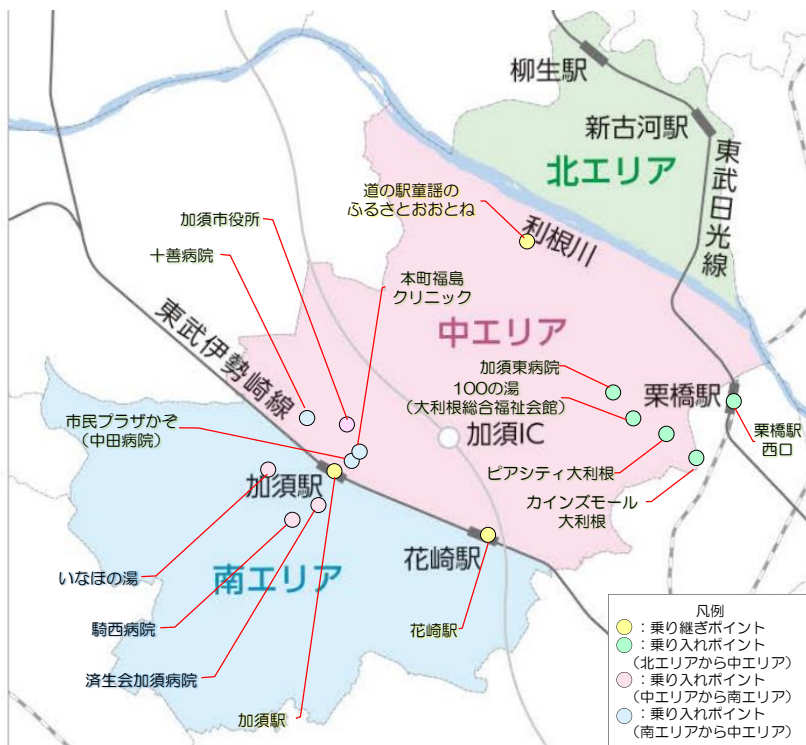 柳生駅
新古河駅
北エリア
東武日光線
道の駅童謡の
ふるさとおおとね
利根川
加須市役所
十善病院
本町福島
クリニック
東武伊勢崎線
中エリア
加須東病院
100の湯
(大利根総合福祉会館)
栗橋駅
市民プラザかぞ
(中田病院)
加須IC
栗橋駅
西口
ピアシティ大利根
加須駅
カインズモール
大利根
花崎駅
いなほの湯
南エリア
騎西病院
花崎駅
済生会加須病院
加須駅
凡例
:乗り継ぎポイント
:乗り入れポイント
(北エリアから中エリア)
:乗り入れポイント
(中エリアから南エリア)
:乗り入れポイント
(南エリアから中エリア)